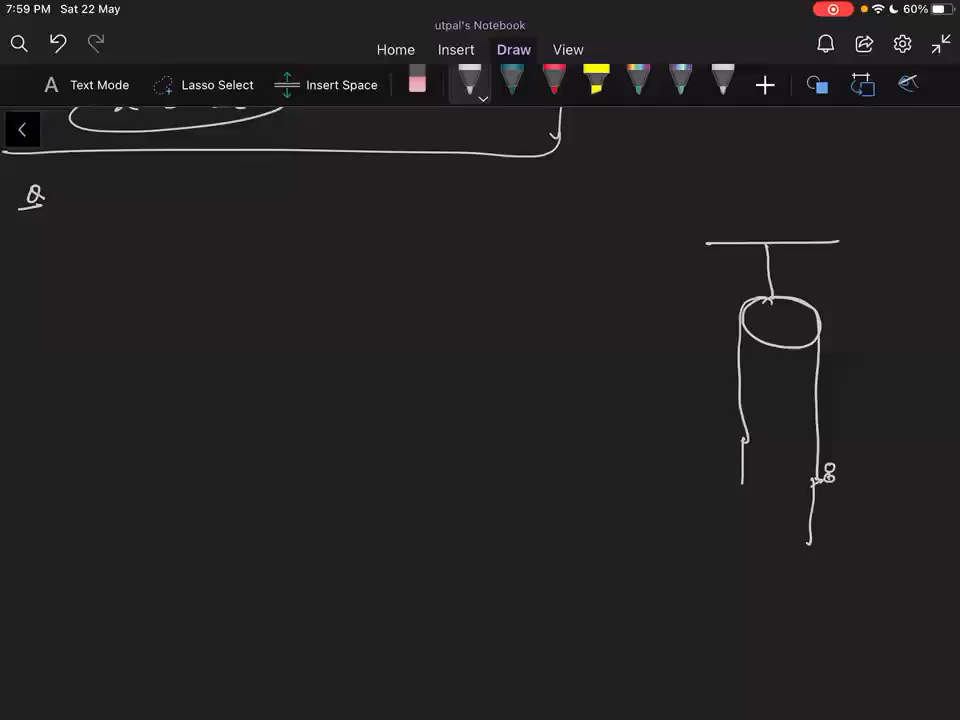 7:59 PM Sat 22 May 60%
utpal's Notebook
Home Insert Draw View
A Text Mode Lasso Select Insert Space
Q